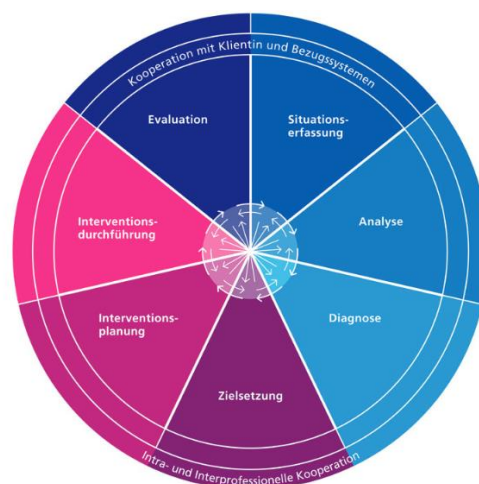 Kooperation mit Klientin und Bezugssystemen
Evaluation
Situations-
erfassung
Interventions-
durchführung
Analyse
Interventions-
planung
Diagnose
Zielsetzung
Intra- und Interprofessionelle Kooperation